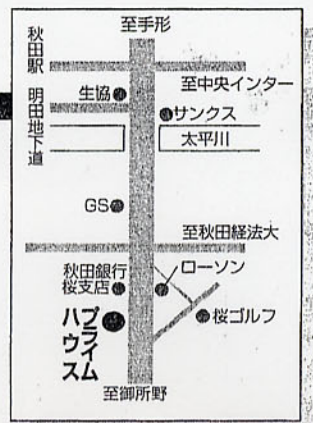 至手形
秋田駅
至中央インター
生協
サンクス
明田地下道
太平川
GS
至秋田経法大
秋田銀行
桜支店
ローソン
プライム
ハウス
桜ゴルフ
至御所野